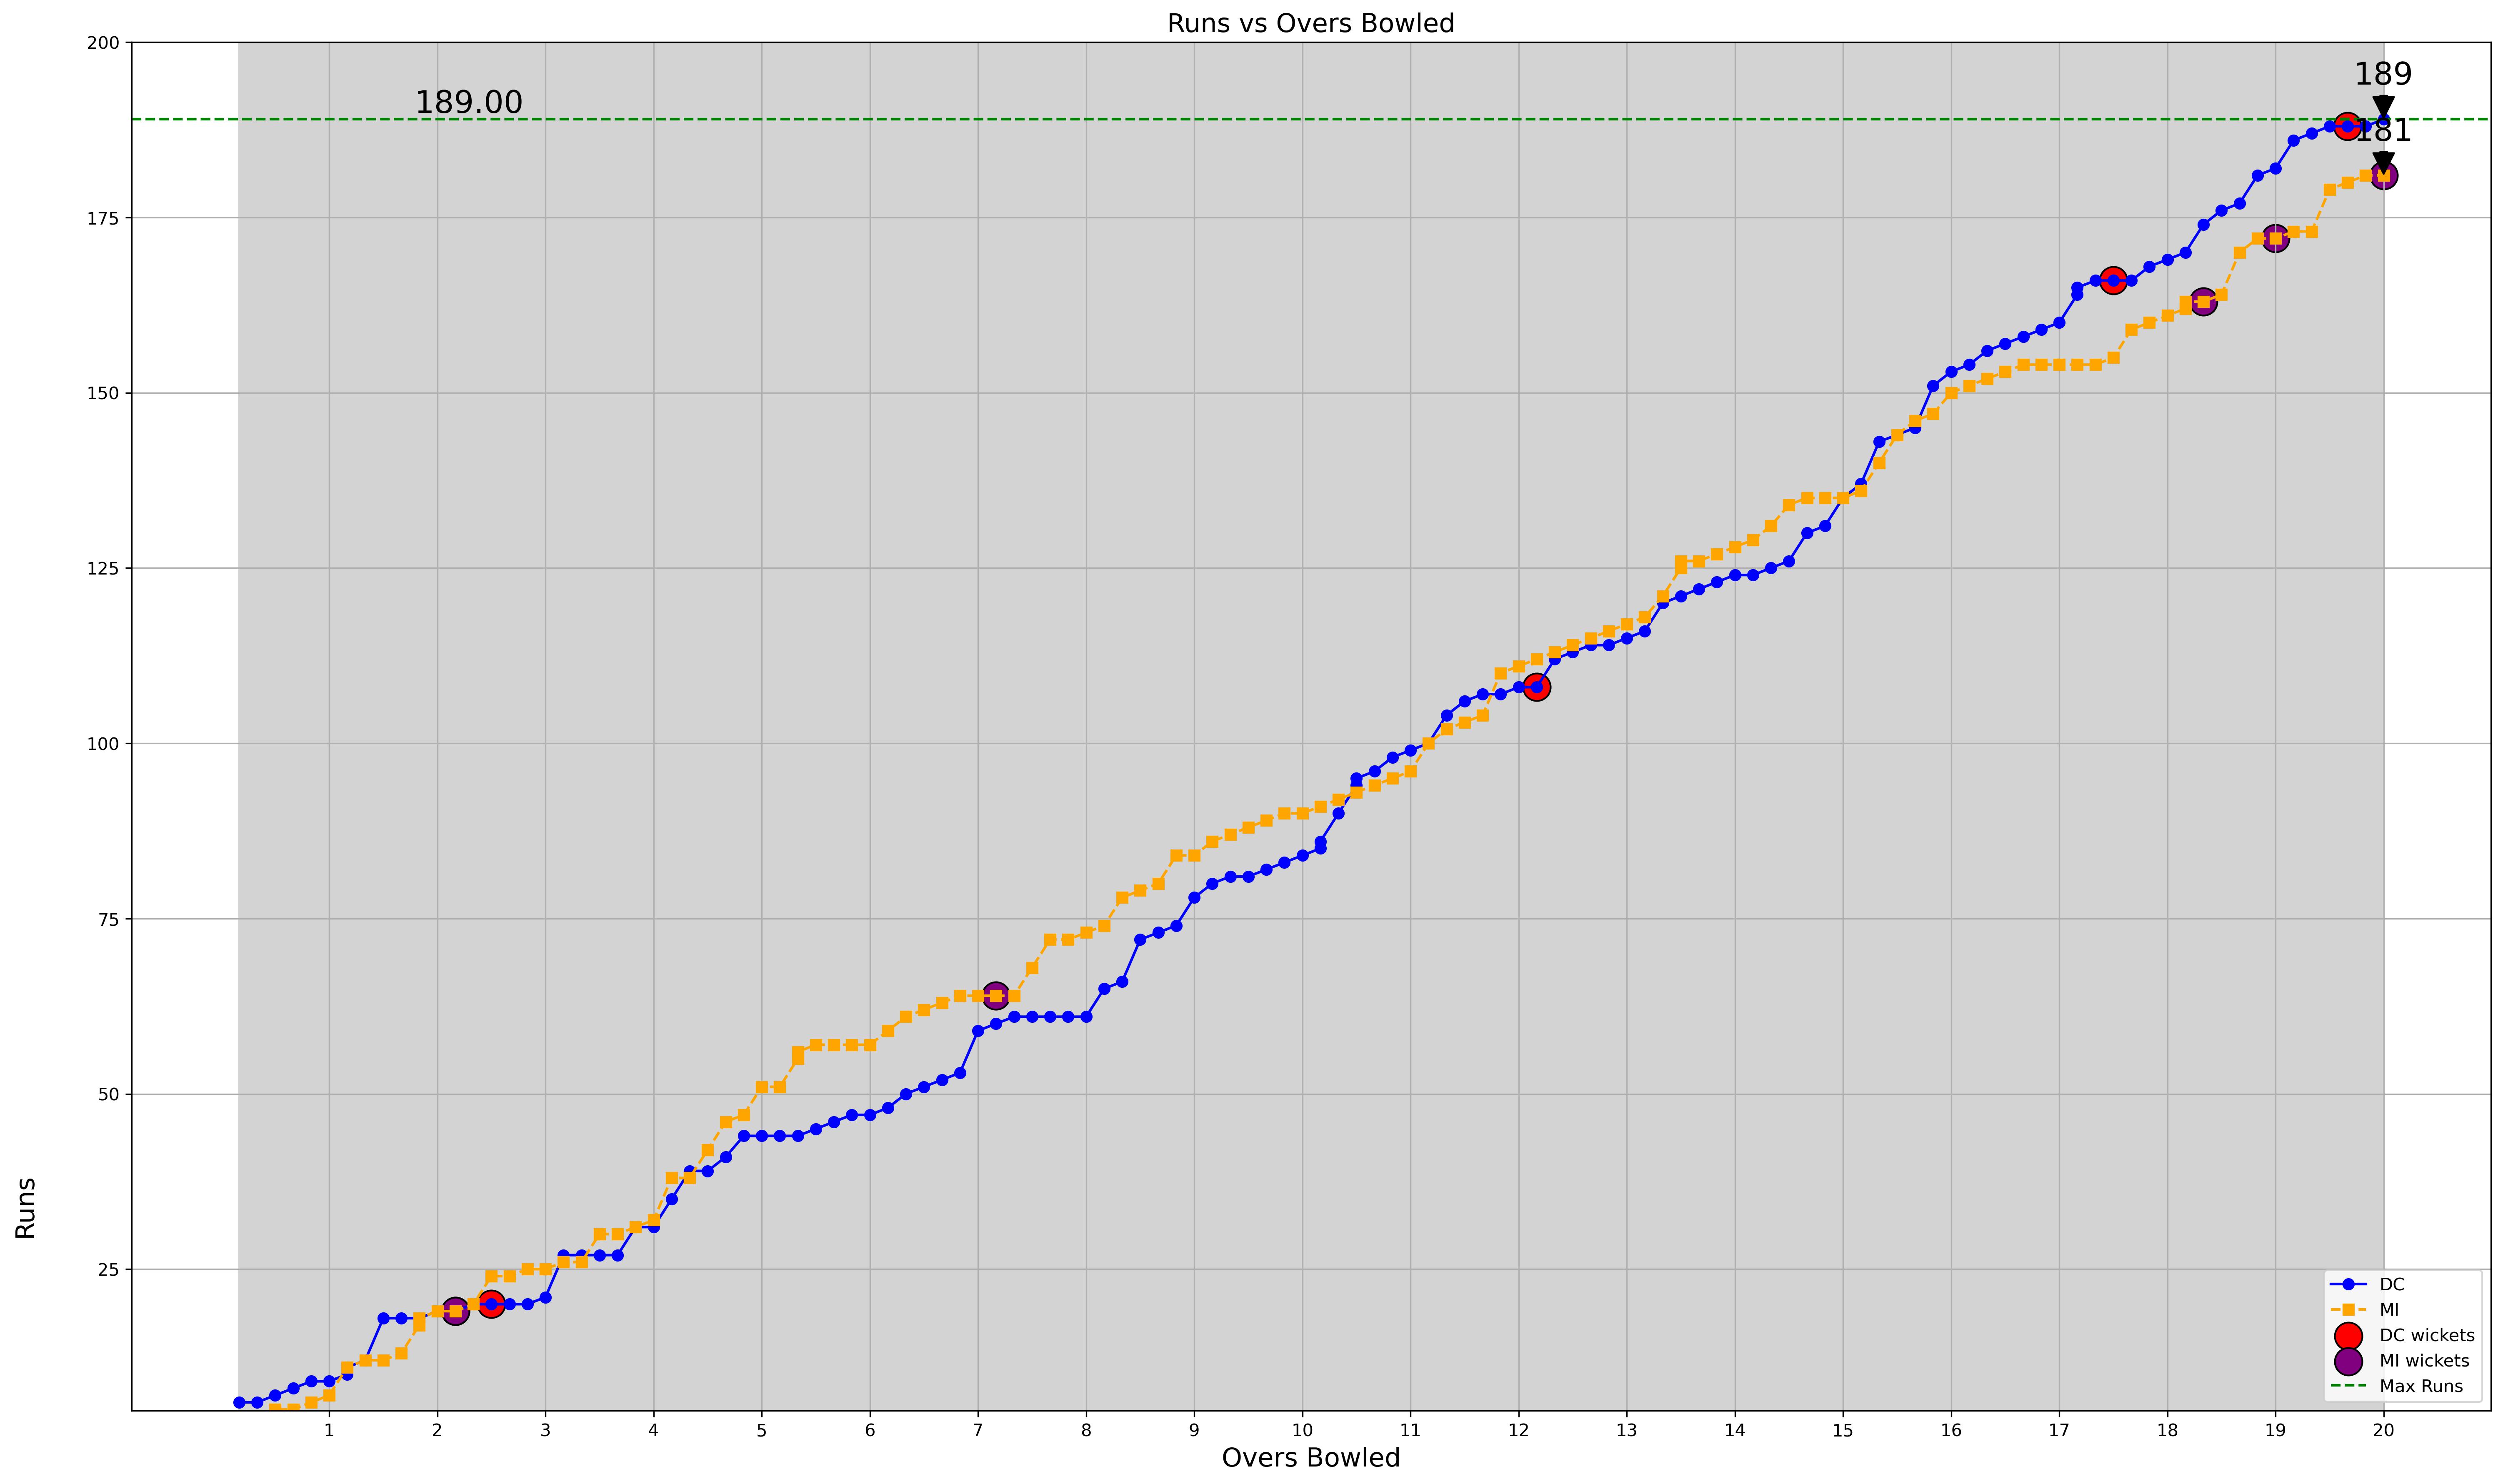 Runs vs Overs Bowled
200
175
150
125
100
75
50
25
Runs
189.00
189
181
DC
MI
DC wickets
MI wickets
Max Runs
1 2 3 4 5 6 7 8 9 10 11 12 13 14 15 16 17 18 19 20
Overs Bowled